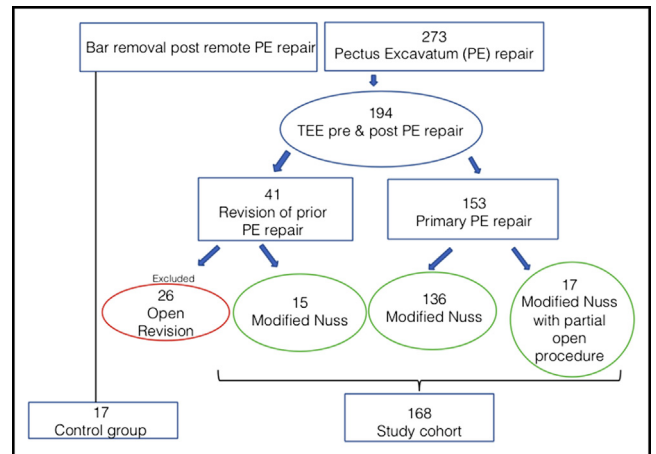 Bar removal post remote PE repair
273
Pectus Excavatum (PE) repair
194
TEE pre & post PE repair
41
Revision of prior
PE repair
153
Primary PE repair
Excluded
26
Open
Revision
15
Modified Nuss
136
Modified Nuss
17
Modified Nuss
with partial
open
procedure
17
Control group
168
Study cohort